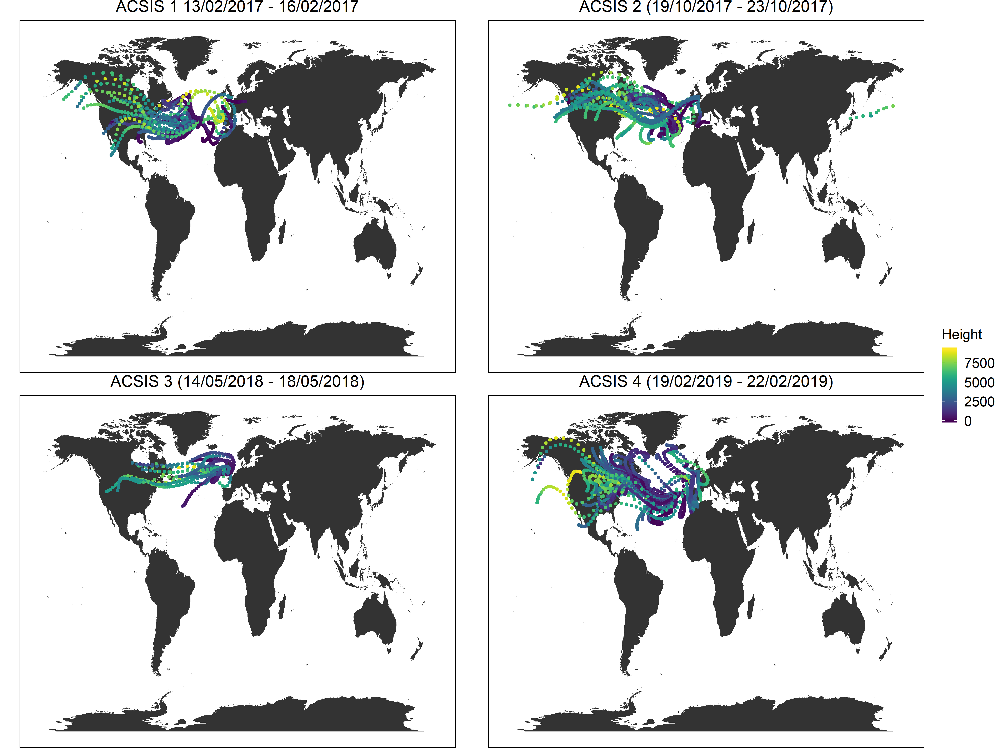 ACSIS 1 13/02/2017 - 16/02/2017
ACSIS 2 (19/10/2017 - 23/10/2017)
ACSIS 3 (14/05/2018 - 18/05/2018)
ACSIS 4 (19/02/2019 - 22/02/2019)
Height
7500
5000
2500
0